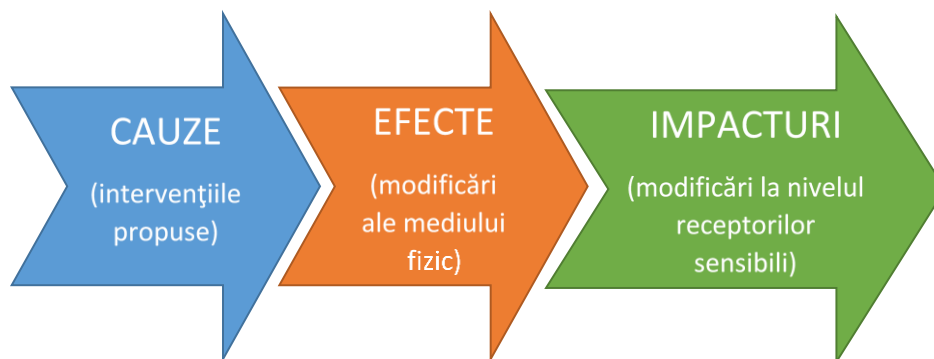 CAUZE
(intervenţiile
propuse)
EFECTE
(modificări
ale mediului
fizic)
IMPACTURI
(modificări la nivelul
receptorilor
sensibili)